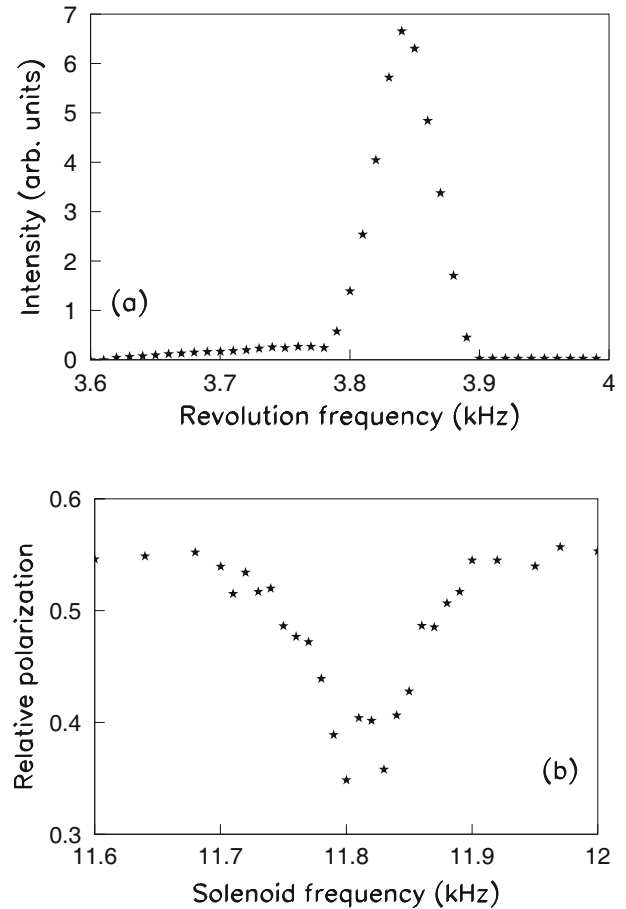 7
6
5
4
3
2
1
0
Intensity (arb. units)
(a)
3.6 3.7 3.8 3.9 4
Revolution frequency (kHz)
0.6
0.5
0.4
0.3
Relative polarization
(b)
11.6 11.7 11.8 11.9 12
Solenoid frequency (kHz)